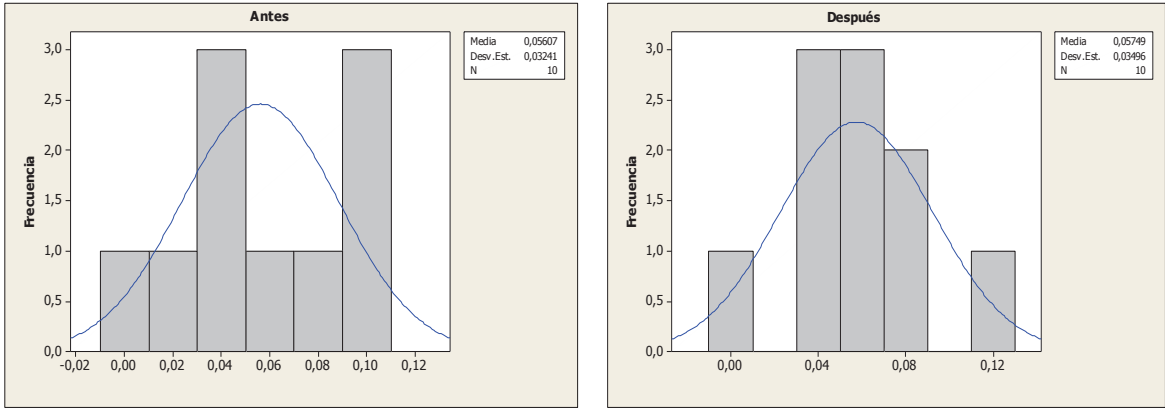 Antes
Media 0,05607
Desv.Est. 0,03241
N 10
Frecuencia
3,0
2,5
2,0
1,5
1,0
0,5
0,0
-0,02 0,00 0,02 0,04 0,06 0,08 0,10 0,12
Después
Media 0,05749
Desv.Est. 0,03496
N 10
Frecuencia
3,0
2,5
2,0
1,5
1,0
0,5
0,0
0,00 0,04 0,08 0,12